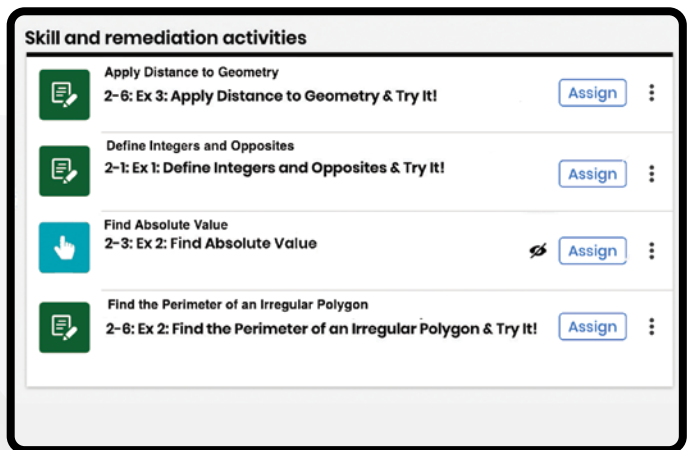 Skill and remediation activities
Apply Distance to Geometry
2-6: Ex 3: Apply Distance to Geometry & Try It!
Assign
Define Integers and Opposites
2-1: Ex 1: Define Integers and Opposites & Try It!
Assign
Find Absolute Value
2-3: Ex 2: Find Absolute Value
Assign
Find the Perimeter of an Irregular Polygon
2-6: Ex 2: Find the Perimeter of an Irregular Polygon & Try It!
Assign